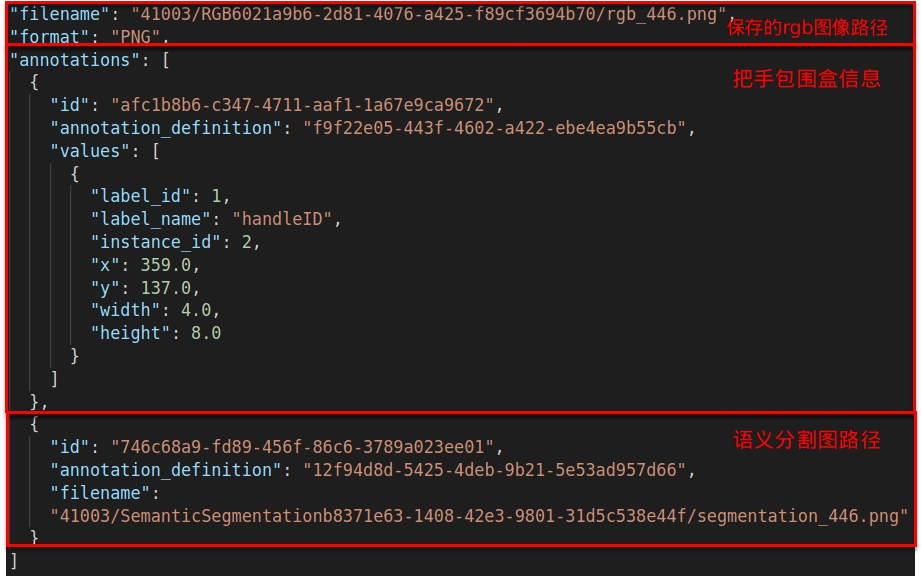 "filename": "41003/RGB6021a9b6-2d81-4076-a425-f89cf3694b70/rgb_446.png",
保存的rgb图像路径
"format": "PNG",
"annotations": [
把手包围盒信息
{
"id": "afc1b8b6-c347-4711-aaf1-1a67e9ca9672",
"annotation_definition": "f9f22e05-443f-4602-a422-ebe4ea9b55cb",
"values": [
{
"label_id": 1,
"label_name": "handleID",
"instance_id": 2,
"x": 359.0,
"y": 137.0,
"width": 4.0,
"height": 8.0
}
]
},
{
语义分割图路径
"id": "746c68a9-fd89-456f-86c6-3789a023ee01",
"annotation_definition": "12f94d8d-5425-4deb-9b21-5e53ad957d66",
"filename":
"41003/SemanticSegmentationb8371e63-1408-42e3-9801-31d5c538e44f/segmentation_446.png"
}
]